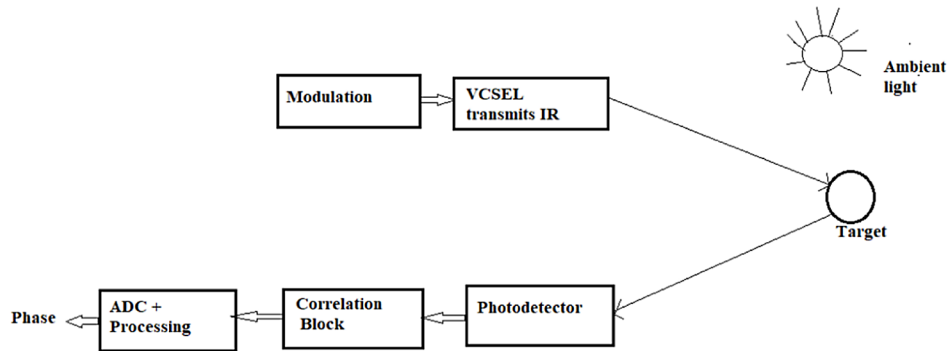 Modulation
VCSEL
transmits IR
Ambient
light
Target
Phase
ADC +
Processing
Correlation
Block
Photodetector